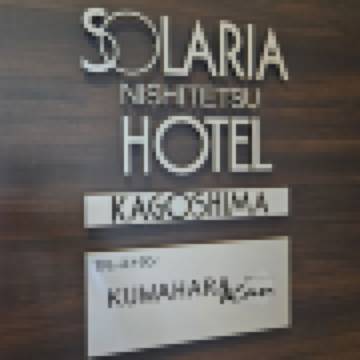 SOLARIA
NISHITETSU
HOTEL
KAGOSHIMA
KUMAHARA